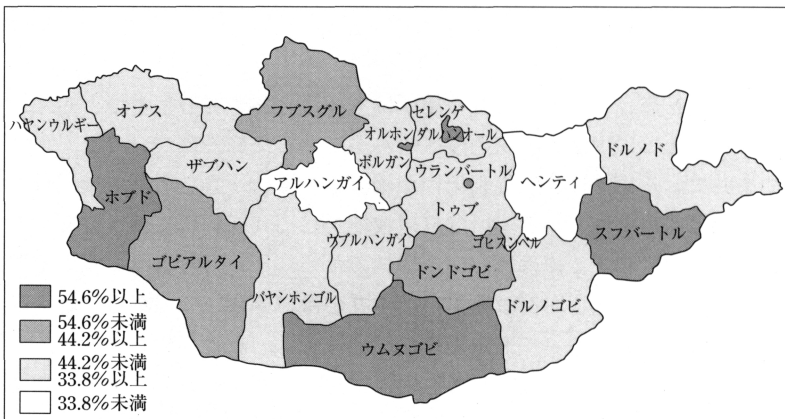 セレンゲ
オブス
フブスグル
バヤンウルギー
オルホン
ダルハンオール
ドルノド
ザブハン
ボルガン
ウランバートル
アルハンガイ
ヘンティ
ホブド
トゥブ
スフバートル
ウブルハンガイ
ゴビスンベル
ゴビアルタイ
ドンドゴビ
バヤンホンゴル
ドルノゴビ
ウムヌゴビ
54.6%以上
54.6%未満
44.2%以上
44.2%未満
33.8%以上
33.8%未満